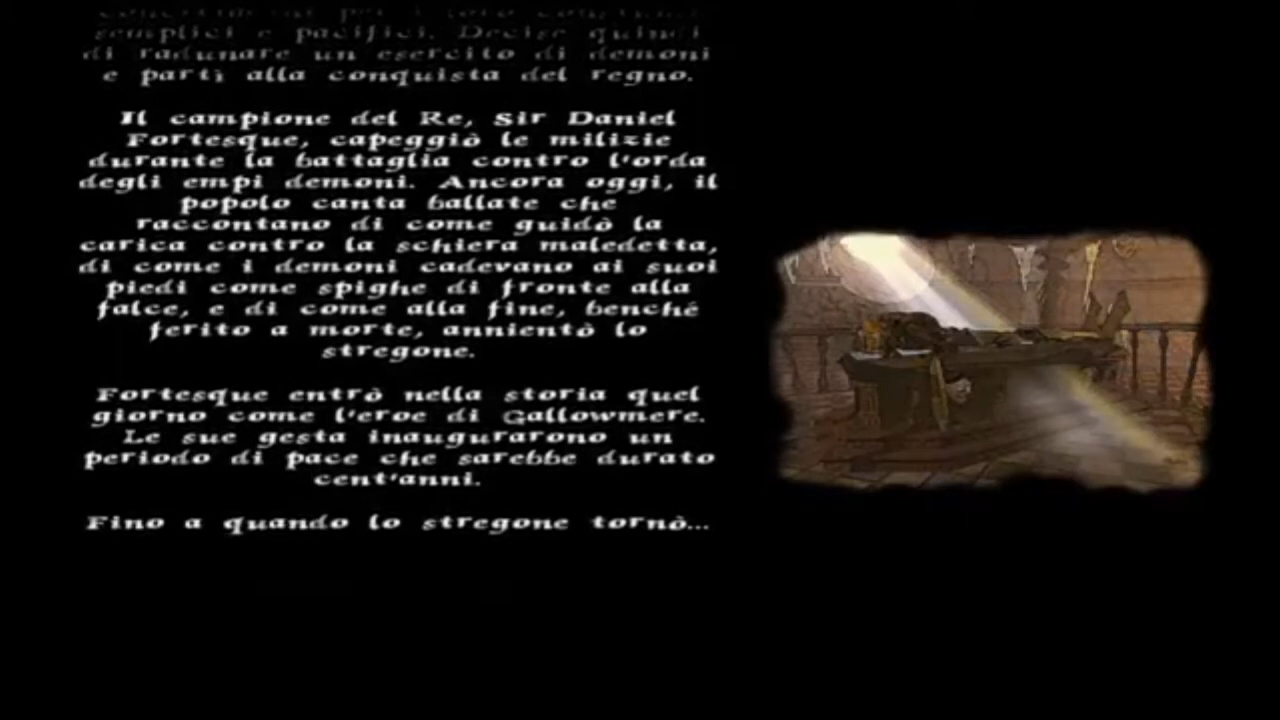 semplici e pacifici. Decise quindi
di radunare un esercito di demoni
e partì alla conquista del regno.
Il campione del Re, Sir Daniel
Fortesque, capeggiò le milizie
durante la battaglia contro l'orda
degli empi demoni. Ancora oggi, il
popolo canta ballate che
raccontano di come guidò la
carica contro la schiera maledetta,
di come i demoni cadevano ai suoi
piedi come spighe di fronte alla
falce, e di come alla fine, benché
ferito a morte, annientò lo
stregone.
Fortesque entrò nella storia quel
giorno come l'eroe di Gallowmere.
Le sue gesta inaugurarono un
periodo di pace che sarebbe durato
cent'anni.
Fino a quando lo stregone tornò...